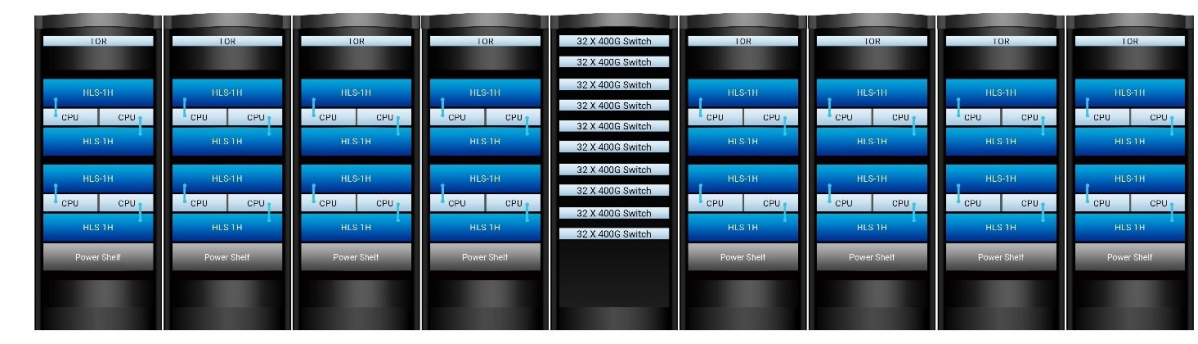 TOR TOR TOR TOR 32 X 400G Switch TOR TOR TOR TOR
32 X 400G Switch
HLS-1H HLS-1H HLS-1H HLS-1H 32 X 400G Switch HLS-1H HLS-1H HLS-1H HLS-1H
32 X 400G Switch
CPU CPU CPU CPU CPU CPU CPU CPU 32 X 400G Switch CPU CPU CPU CPU CPU CPU CPU CPU
HLS-1H HLS-1H HLS-1H HLS-1H 32 X 400G Switch HLS-1H HLS-1H HLS-1H HLS-1H
32 X 400G Switch
HLS-1H HLS-1H HLS-1H HLS-1H 32 X 400G Switch HLS-1H HLS-1H HLS-1H HLS-1H
CPU CPU CPU CPU CPU CPU CPU CPU 32 X 400G Switch CPU CPU CPU CPU CPU CPU CPU CPU
HLS 1H HLS 1H HLS 1H HLS 1H 32 X 400G Switch HLS 1H HLS 1H HLS 1H HLS 1H
Power Shelf Power Shelf Power Shelf Power Shelf Power Shelf Power Shelf Power Shelf Power Shelf